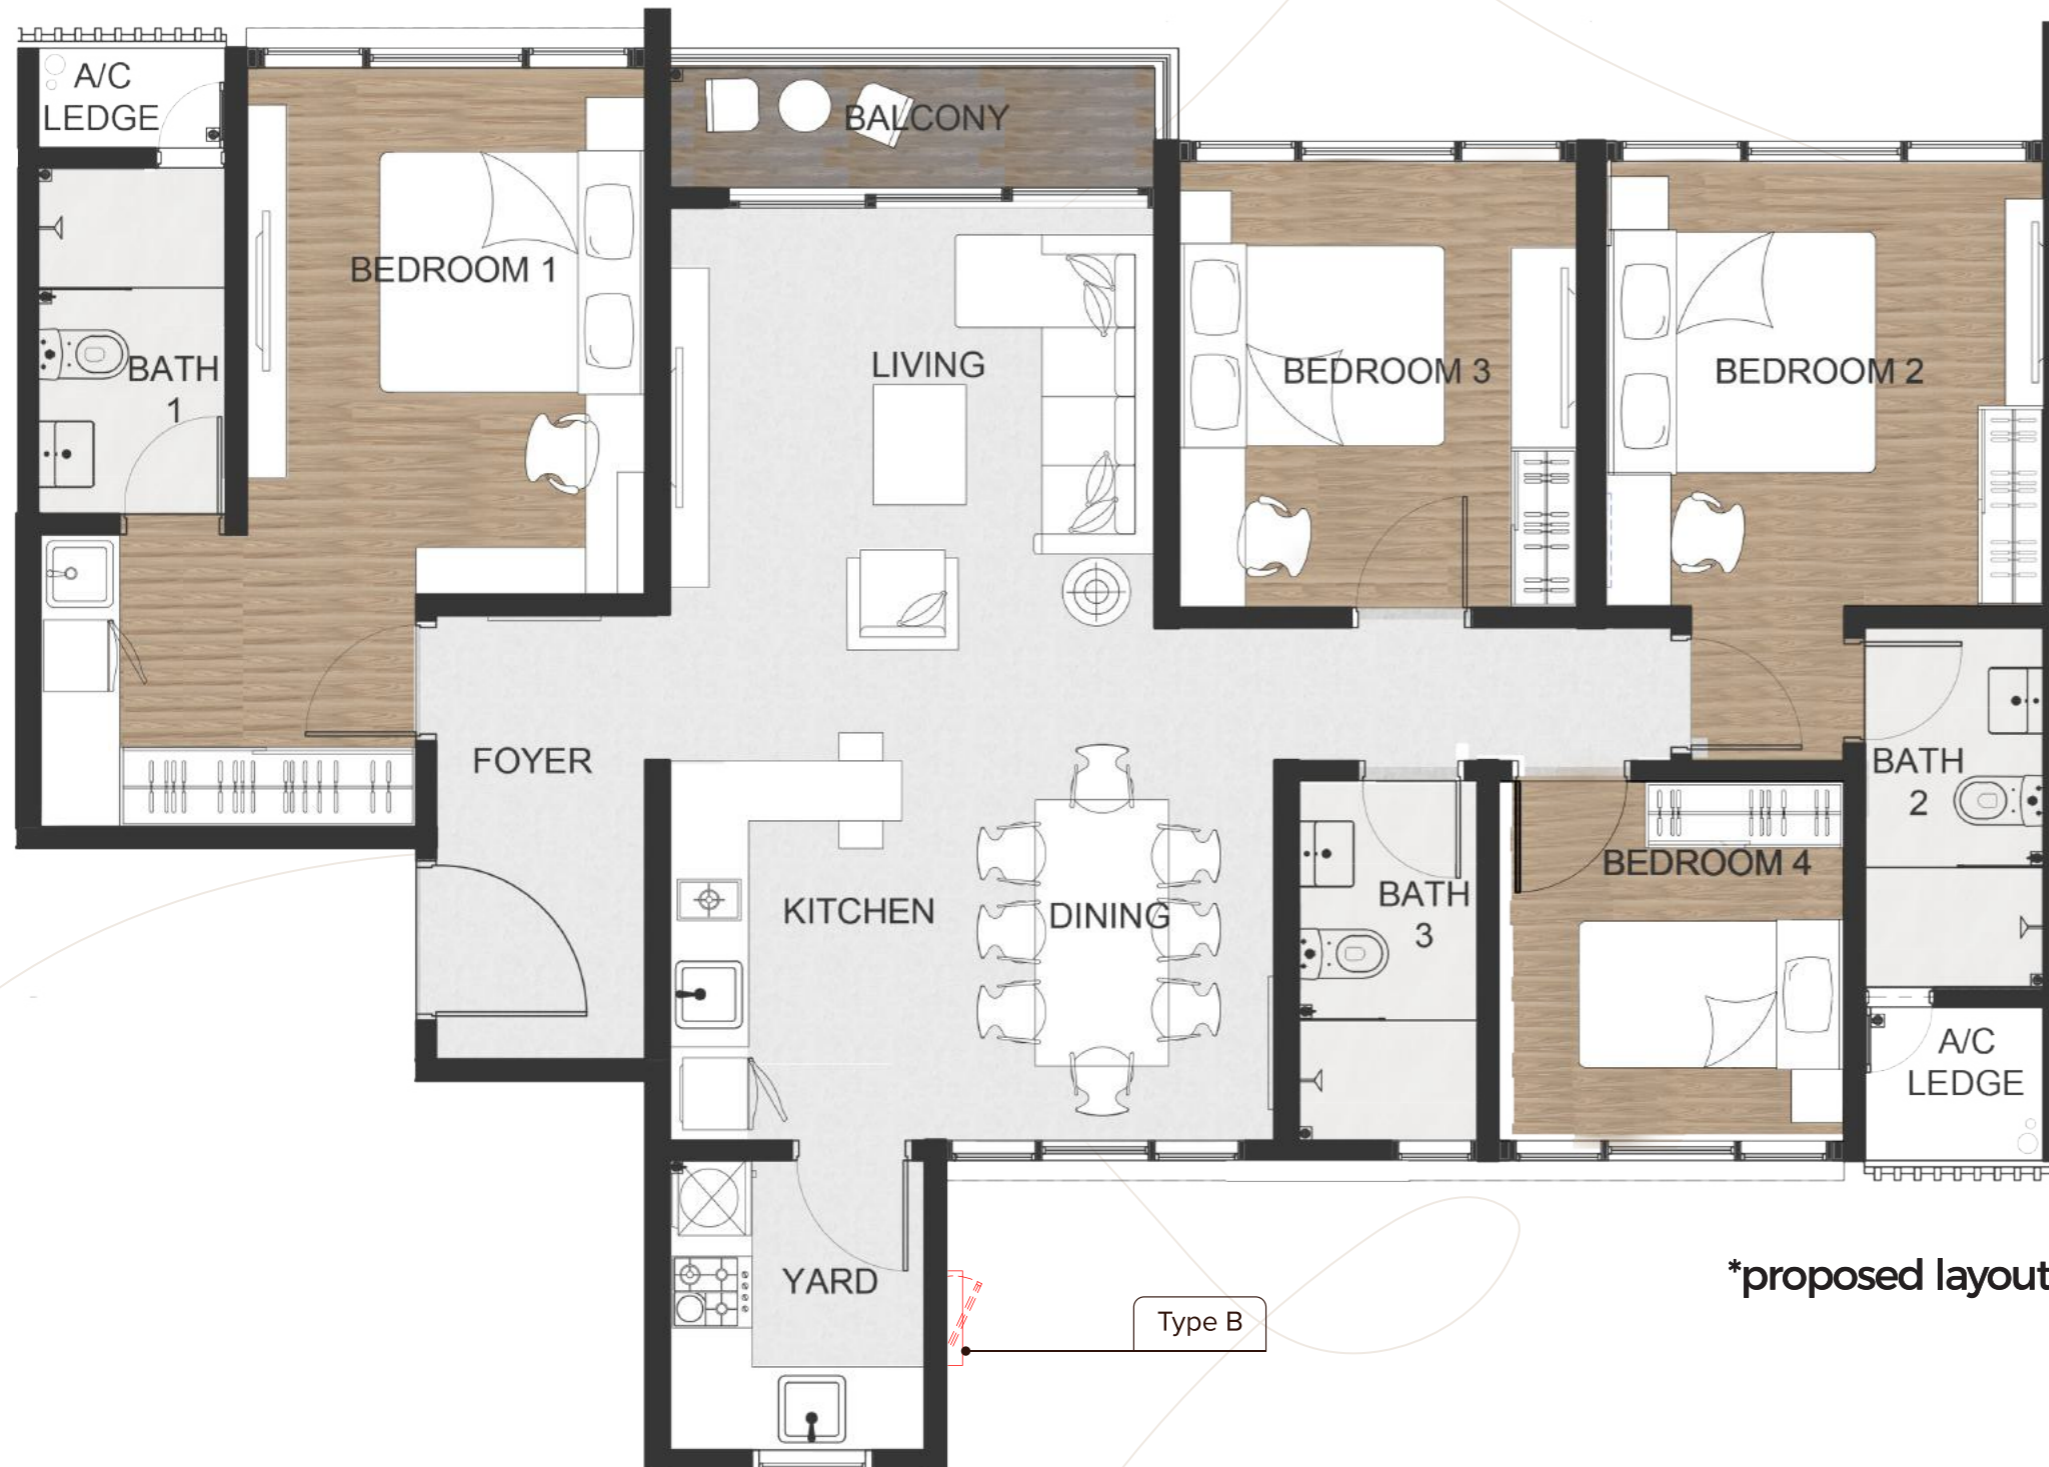 A/C
LEDGE
BALCONY
BEDROOM 1
BATH
1
LIVING
BEDROOM 3
BEDROOM 2
FOYER
KITCHEN
DINING
BATH
3
BEDROOM 4
BATH
2
A/C
LEDGE
YARD
Type B
*proposed layout